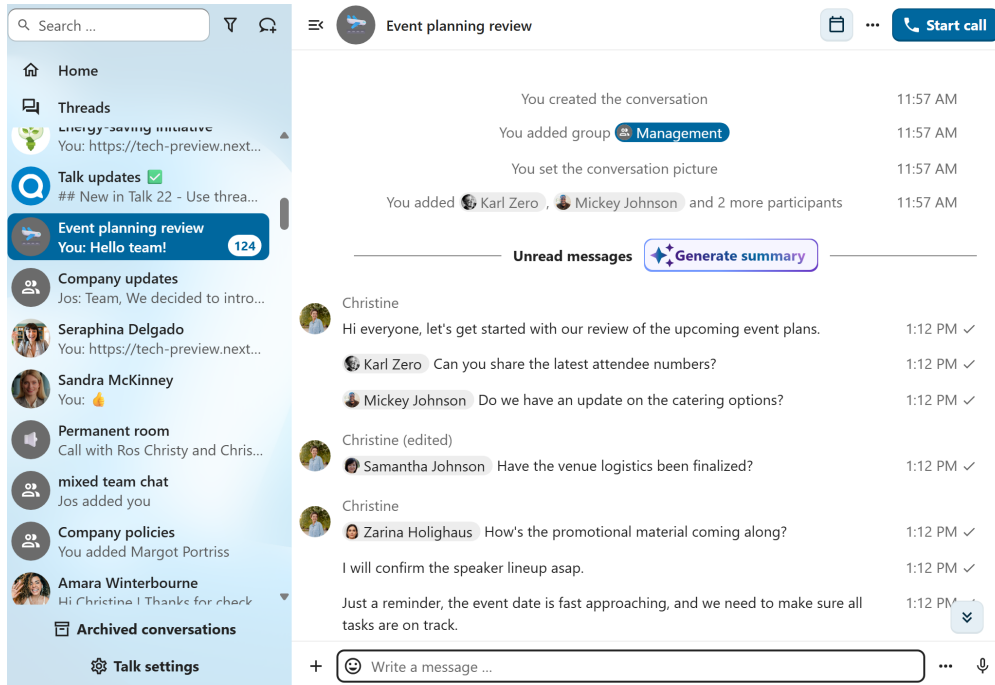 Search ...
Home
Threads
Energy-saving initiative
You: https://tech-preview.next...
Talk updates ✅
## New in Talk 22 - Use threa...
Event planning review
You: Hello team!
124
Company updates
Jos: Team, We decided to intro...
Seraphina Delgado
You: https://tech-preview.next...
Sandra McKinney
You: 👍
Permanent room
Call with Ros Christy and Chris...
mixed team chat
Jos added you
Company policies
You added Margot Portriss
Amara Winterbourne
Hi Christine ! Thanks for check
Archived conversations
Talk settings
Event planning review
Start call
You created the conversation 11:57 AM
You added group Management 11:57 AM
You set the conversation picture 11:57 AM
You added Karl Zero, Mickey Johnson and 2 more participants 11:57 AM
Unread messages Generate summary
Christine
Hi everyone, let's get started with our review of the upcoming event plans. 1:12 PM
Karl Zero Can you share the latest attendee numbers? 1:12 PM
Mickey Johnson Do we have an update on the catering options? 1:12 PM
Christine (edited)
Samantha Johnson Have the venue logistics been finalized? 1:12 PM
Christine
Zarina Holighaus How's the promotional material coming along? 1:12 PM
I will confirm the speaker lineup asap. 1:12 PM
Just a reminder, the event date is fast approaching, and we need to make sure all 1:12 PM
tasks are on track.
Write a message ...